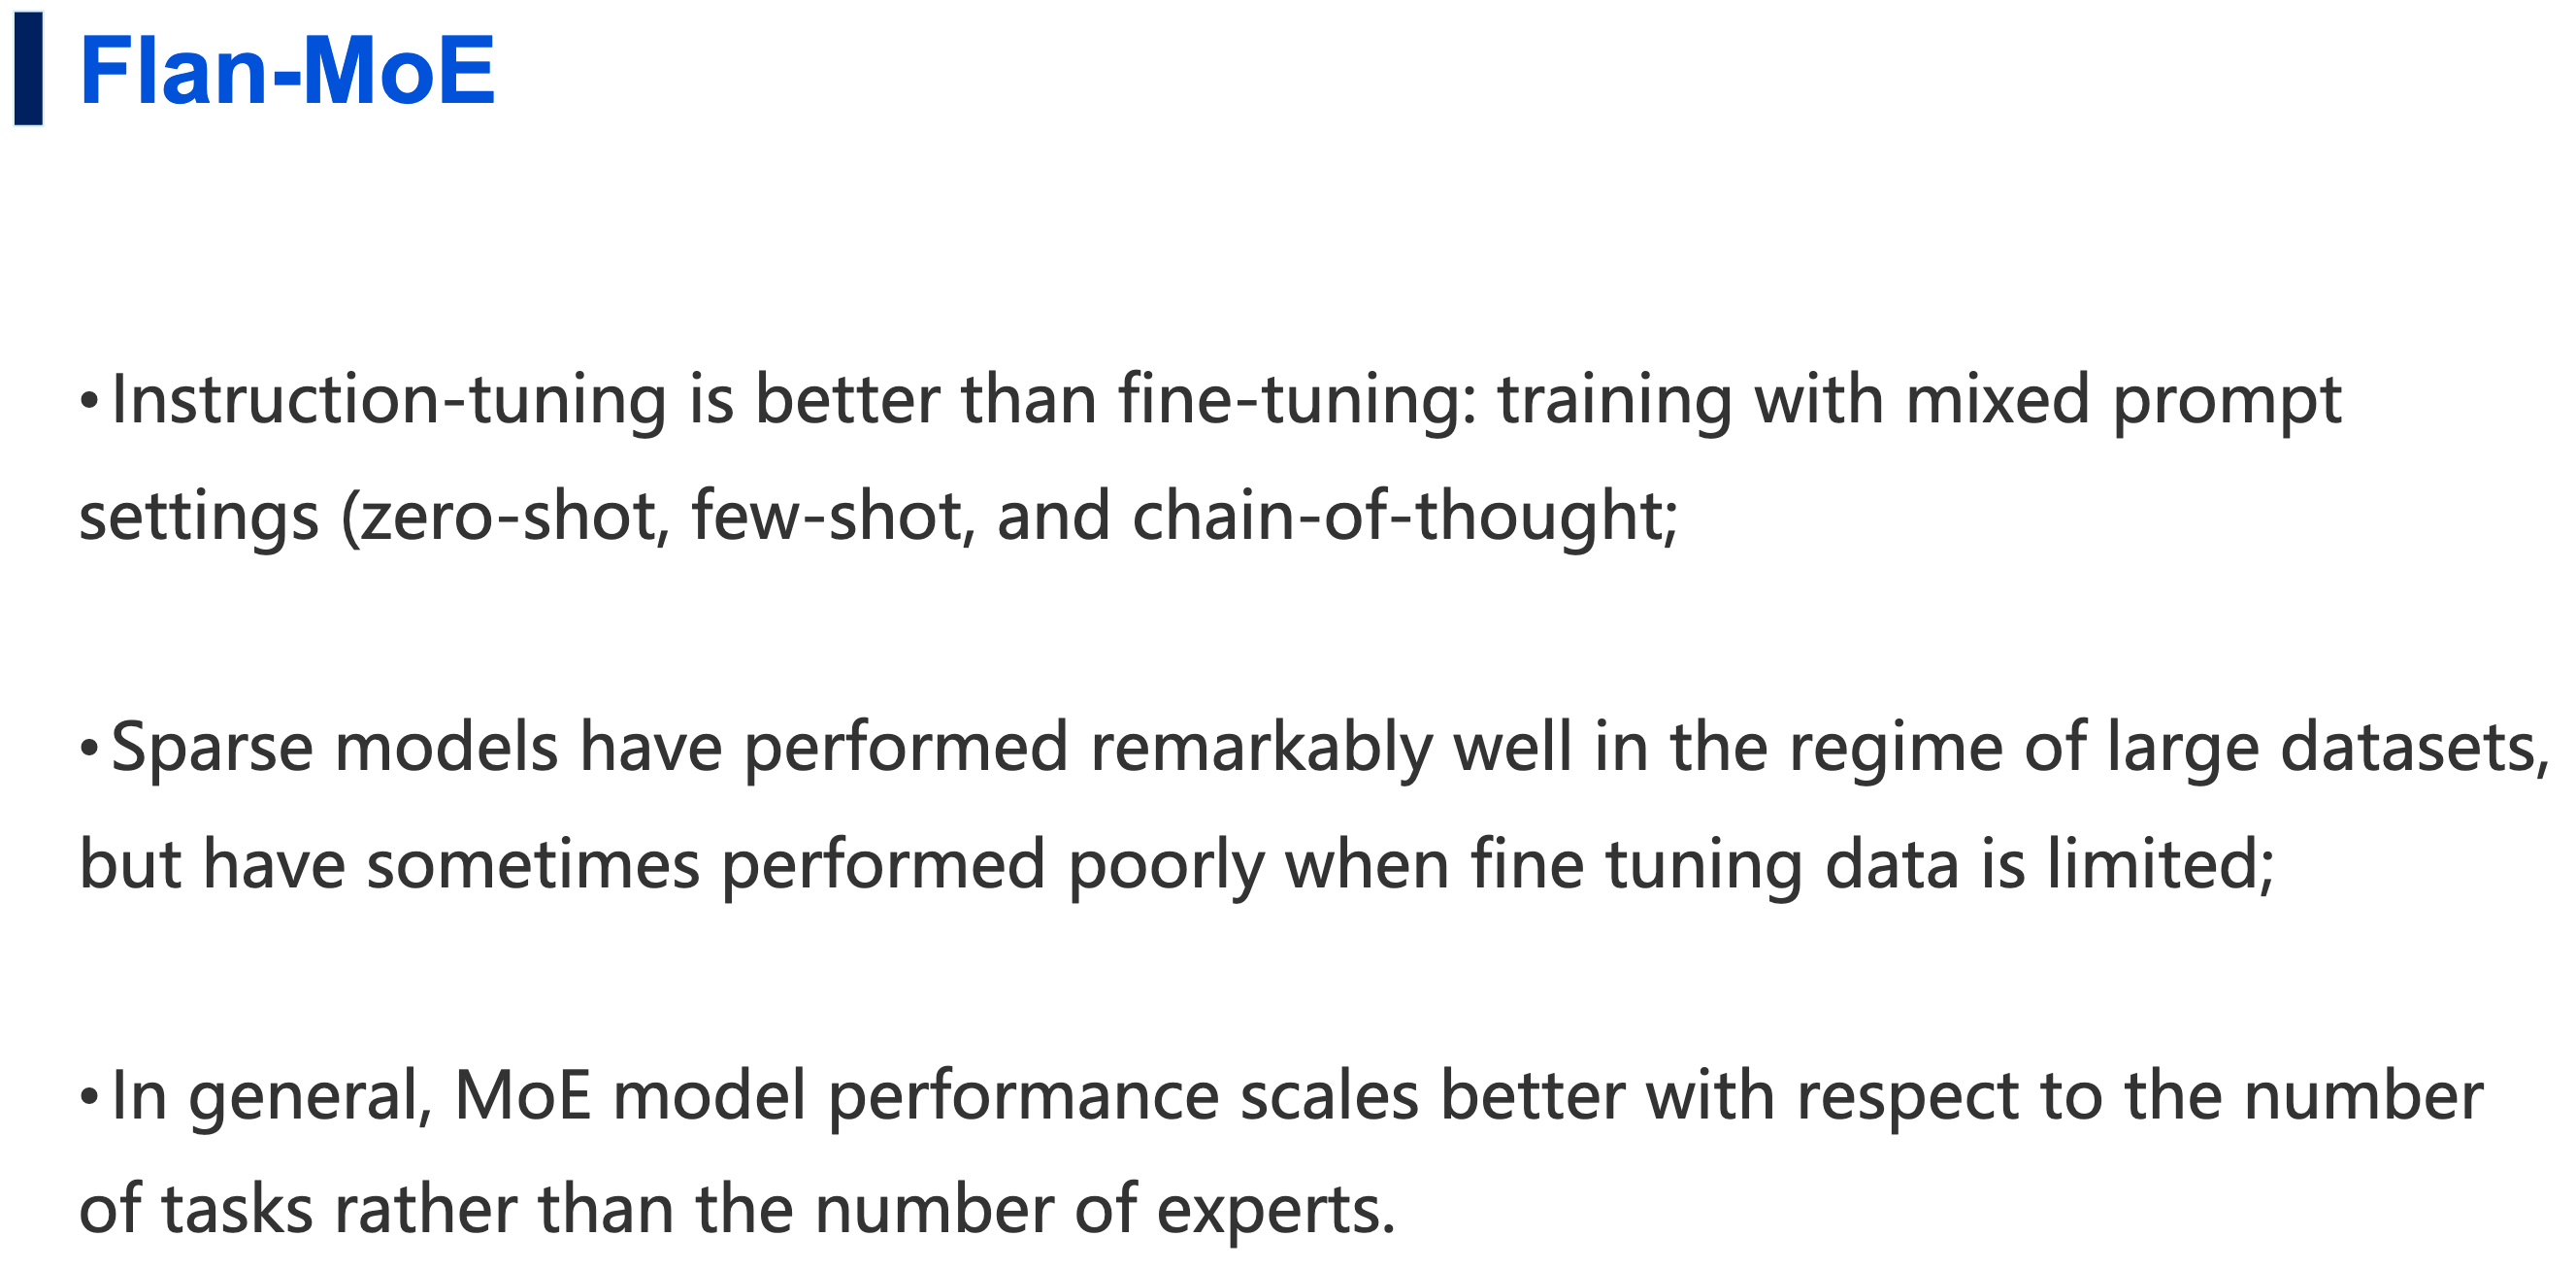 Flan-MoE
•Instruction-tuning is better than fine-tuning: training with mixed prompt
settings (zero-shot, few-shot, and chain-of-thought;
•Sparse models have performed remarkably well in the regime of large datasets,
but have sometimes performed poorly when fine tuning data is limited;
•In general, MoE model performance scales better with respect to the number
of tasks rather than the number of experts.